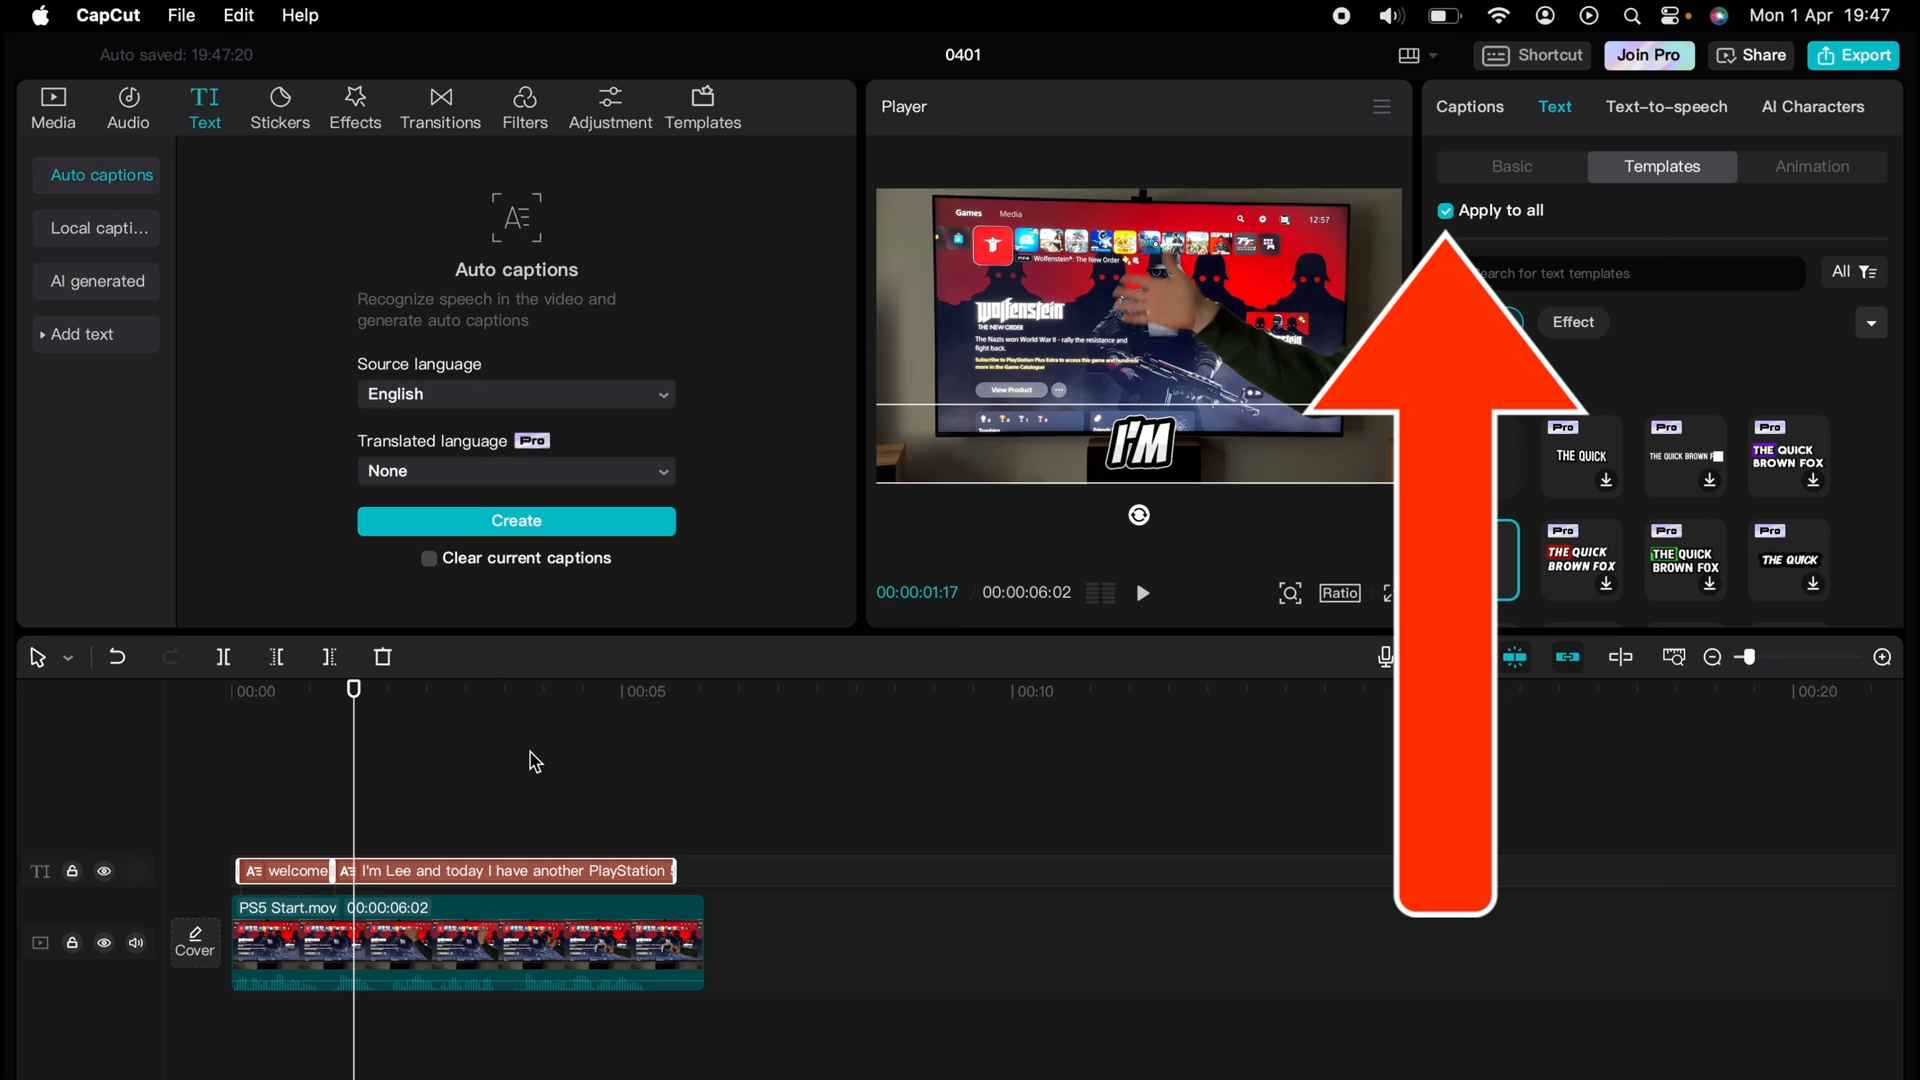 CapCut File Edit Help Mon 1 Apr 19:47
Auto saved: 19:47:20 0401 Shortcut Join Pro Share Export
Media Audio TI Text Stickers Effects Transitions Filters Adjustment Templates
Auto captions
Local capti...
AI generated
Add text
Auto captions
Recognize speech in the video and
generate auto captions
Source language
English
Translated language Pro
None
Create
Clear current captions
Player
Games Media 12:57
PS4 Wolfenstein®: The New Order
Wolfenstein
THE NEW ORDER
The Nazis won World War II - rally the resistance and
fight back.
Subscribe to PlayStation Plus Extra to access this game and hundreds
more in the Game Catalogue
View Product
Trophies
I'M
00:00:01:17 / 00:00:06:02 Ratio
Captions Text Text-to-speech AI Characters
Basic Templates Animation
Apply to all
earch for text templates All
Effect
Pro Pro Pro
THE QUICK
THE QUICK BROWN F
THE QUICK
BROWN FOX
Pro Pro Pro
THE QUICK
BROWN FOX
THE QUICK
BROWN FOX
THE QUICK
00:00 00:05 00:10 00:20
TI
welcome
I'm Lee and today I have another PlayStation
PS5 Start.mov 00:00:06:02
Cover